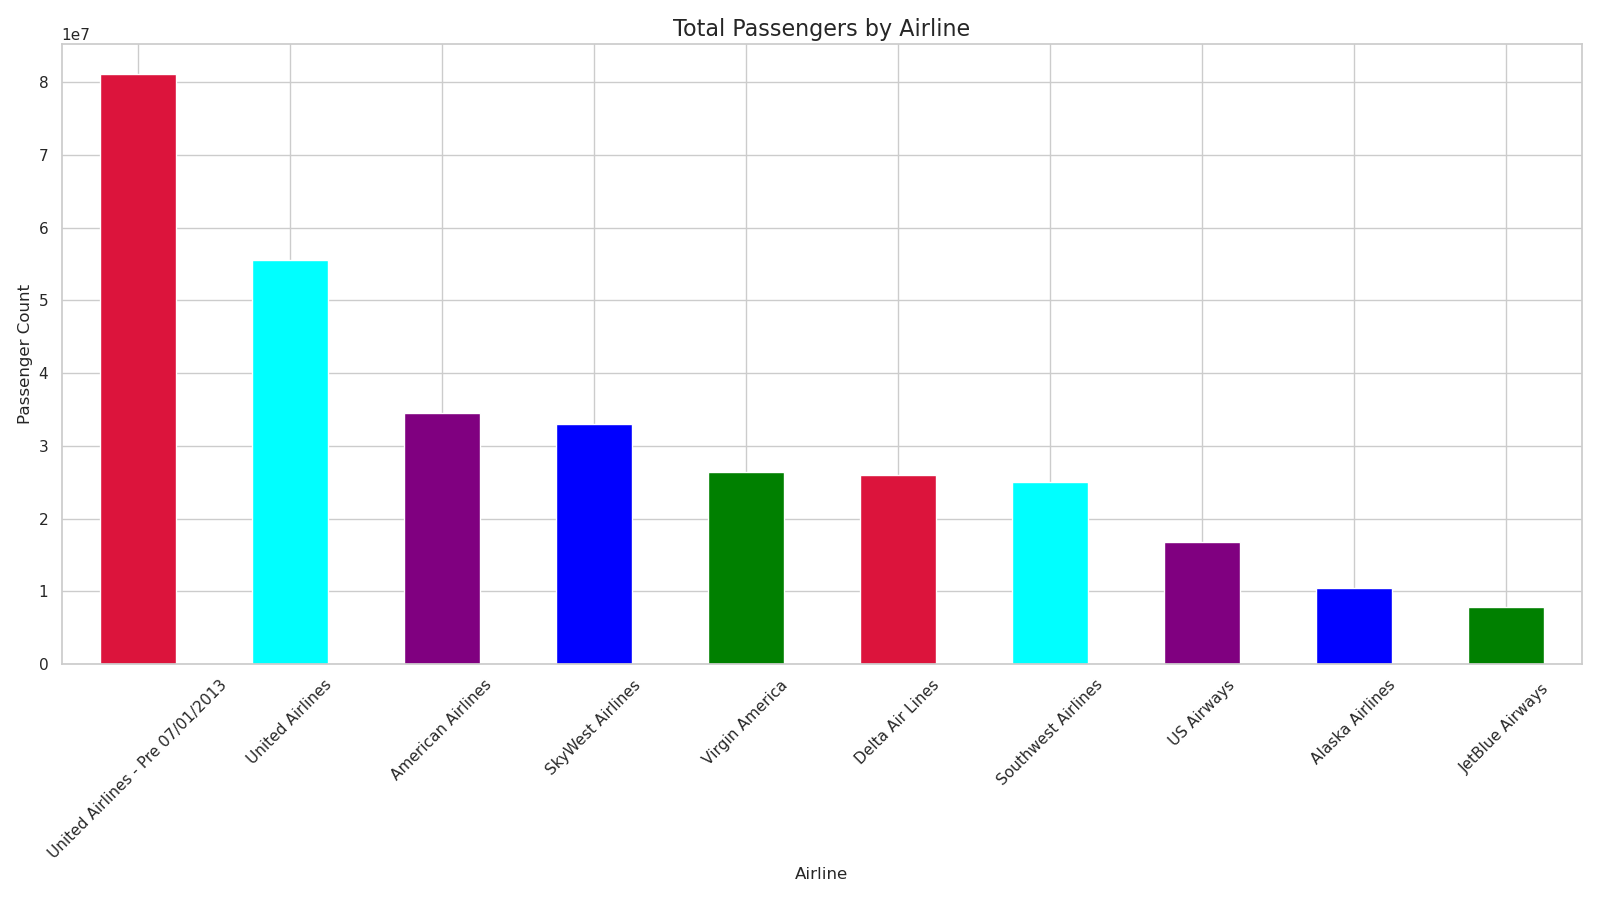 Total Passengers by Airline
1e7
8
7
6
5
4
3
2
1
0
Passenger Count
United Airlines - Pre 07/01/2013
United Airlines
American Airlines
SkyWest Airlines
Virgin America
Delta Air Lines
Southwest Airlines
US Airways
Alaska Airlines
JetBlue Airways
Airline